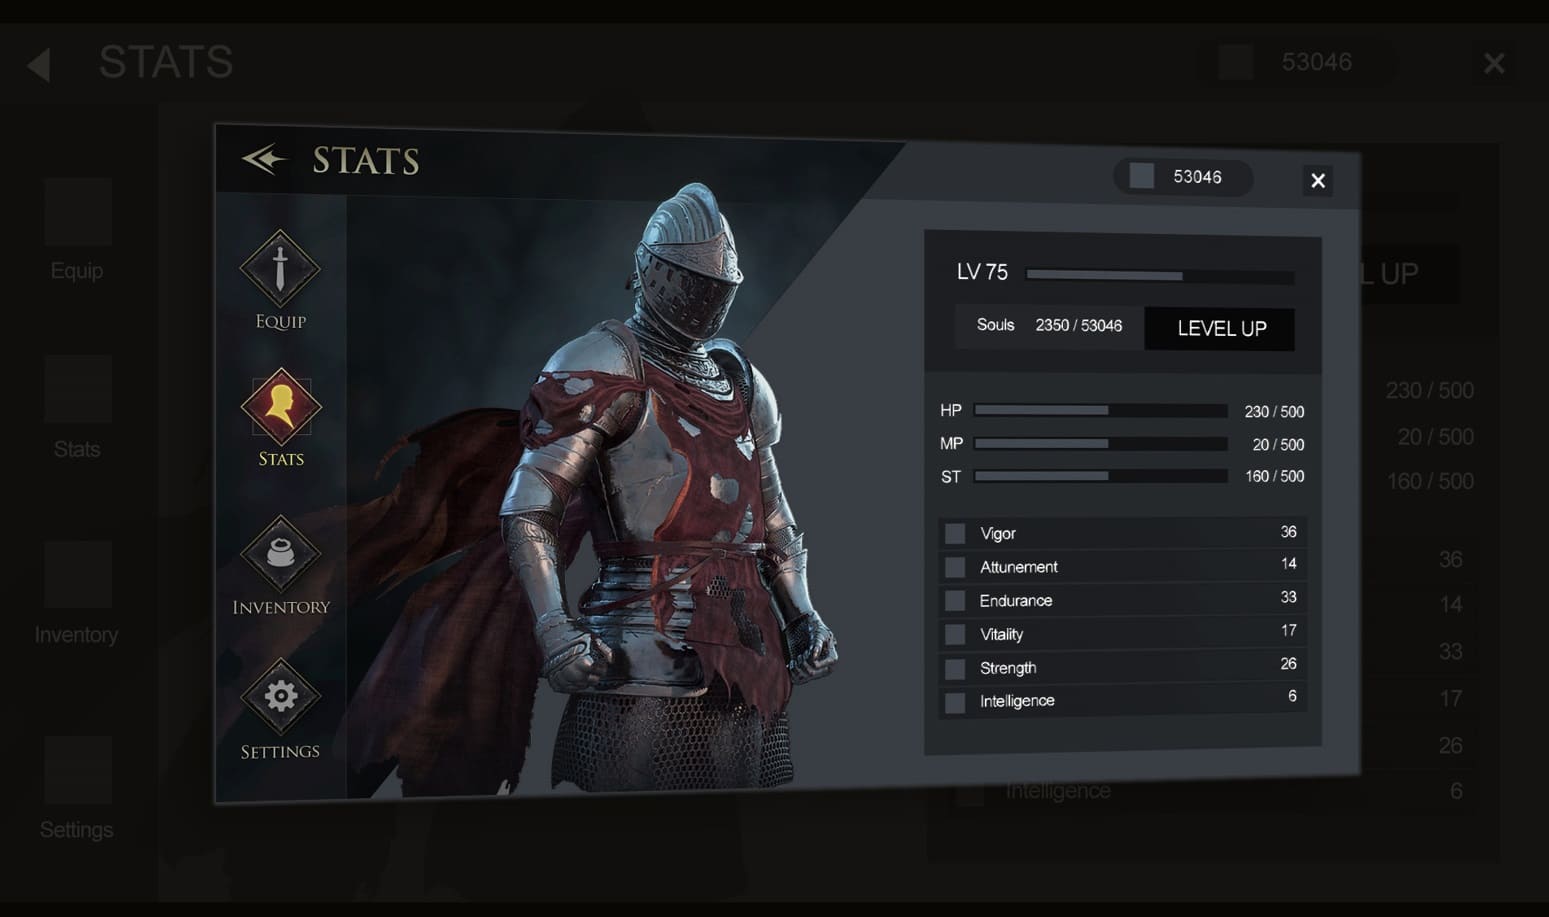 STATS
53046
×
Equip
Stats
Inventory
Settings
L UP
230 / 500
20 / 500
160 / 500
36
14
33
17
26
Intelligence 6
STATS
53046
×
EQUIP
STATS
INVENTORY
SETTINGS
LV 75
Souls 2350 / 53046 LEVEL UP
HP 230 / 500
MP 20 / 500
ST 160 / 500
Vigor 36
Attunement 14
Endurance 33
Vitality 17
Strength 26
Intelligence 6